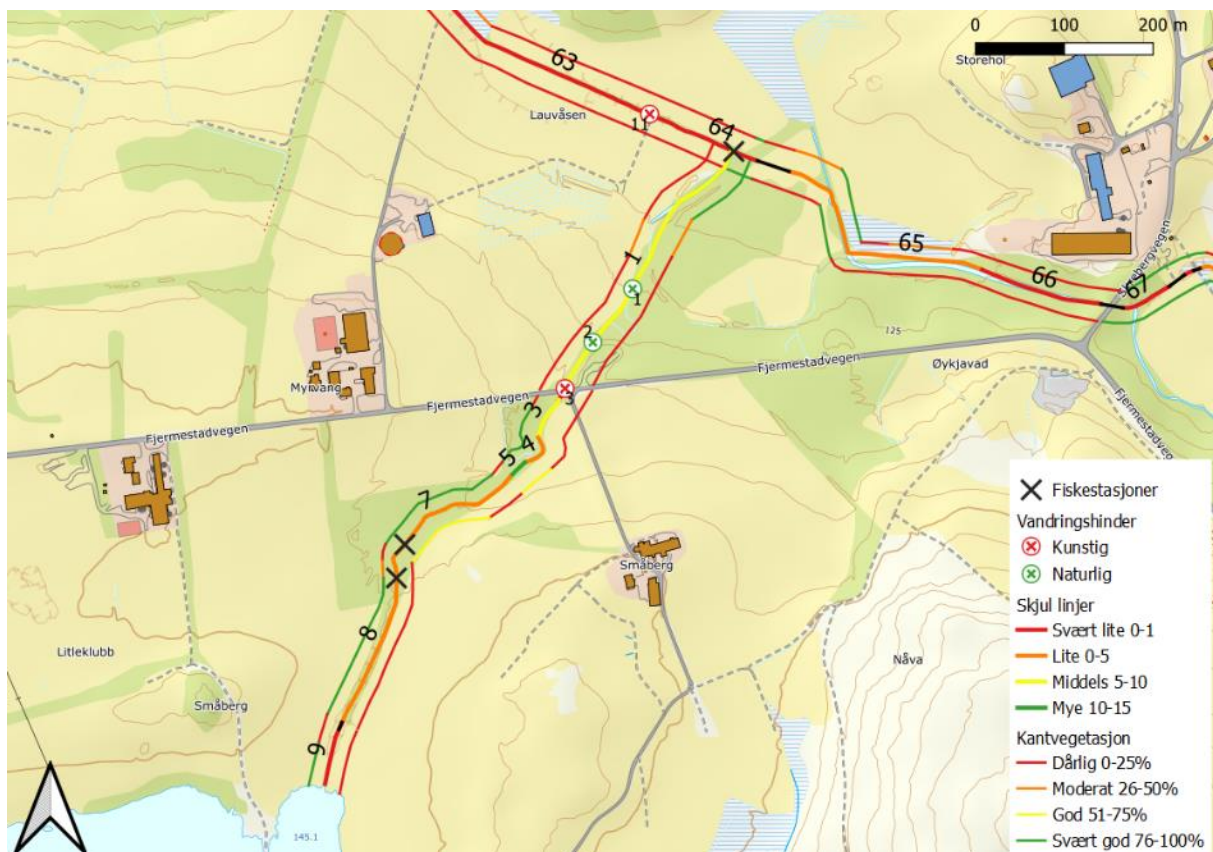 0 100 200 m
Storehol
63
Lauvåsen
11
64
65
66
67
Skrebergvegen
1
1
2
125
Øykjavad
Fjermestadvegen
Myrvang
Fjermestadvegen
3
3
Fjermestadvegen
Fjermestadveg
4
5
7
Småberg
8
Litleklubb
Nåva
Småberg
9
145.1
Fiskestasjoner
Vandringshinder
Kunstig
Naturlig
Skjul linjer
Svært lite 0-1
Lite 0-5
Middels 5-10
Mye 10-15
Kantvegetasjon
Dårlig 0-25%
Moderat 26-50%
God 51-75%
Svært god 76-100%